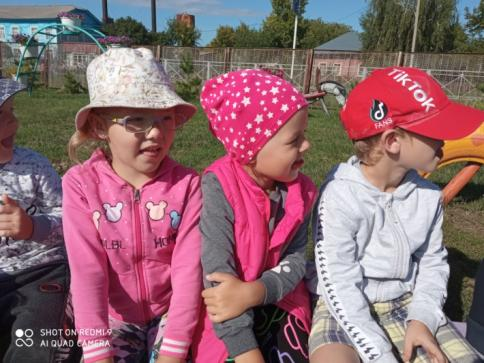 TIKTOK
FANS
SHOT ON REDMI 9
AI QUAD CAMERA